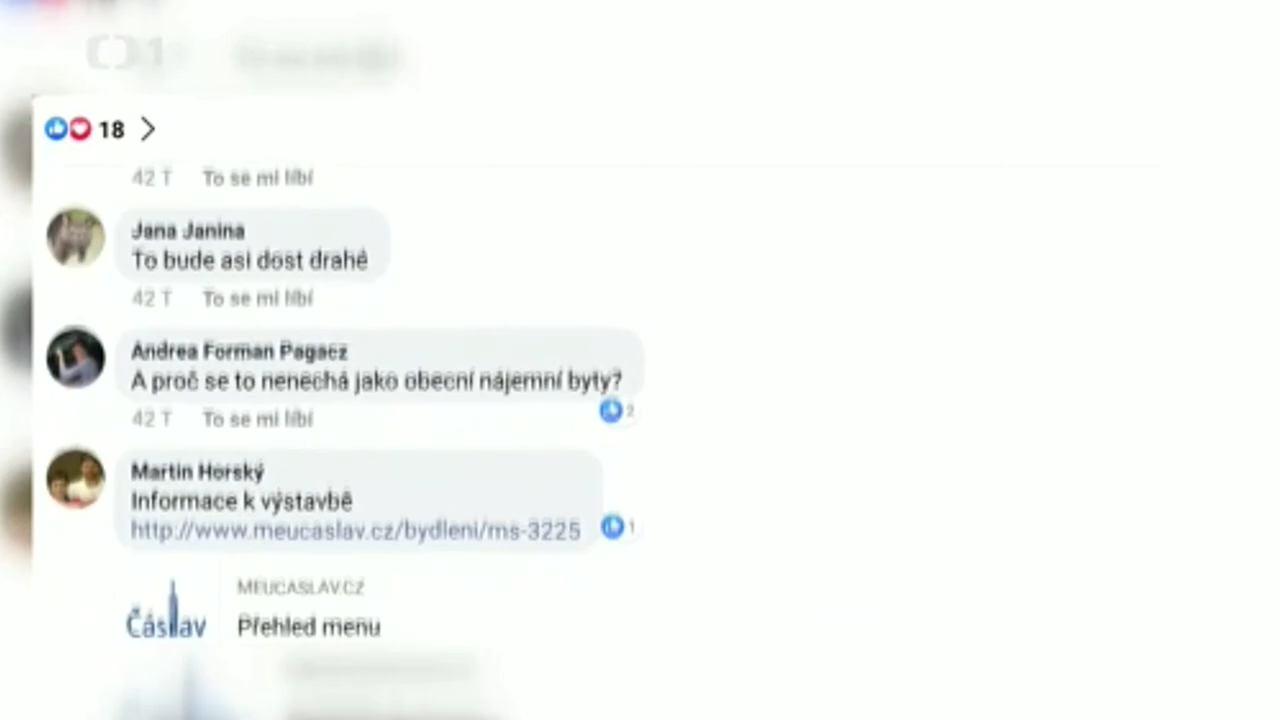 1
18
42 T To se mi líbí
Jana Janina
To bude asi dost drahé
42 T To se mi líbí
Andrea Forman Pagacz
A proč se to nenechá jako obecní nájemní byty?
2
42 T To se mi líbí
Martin Horský
Informace k výstavbě
http://www.meucaslav.cz/bydleni/ms-3225
1
MEUCASLAV.CZ
Čáslav
Přehled menu